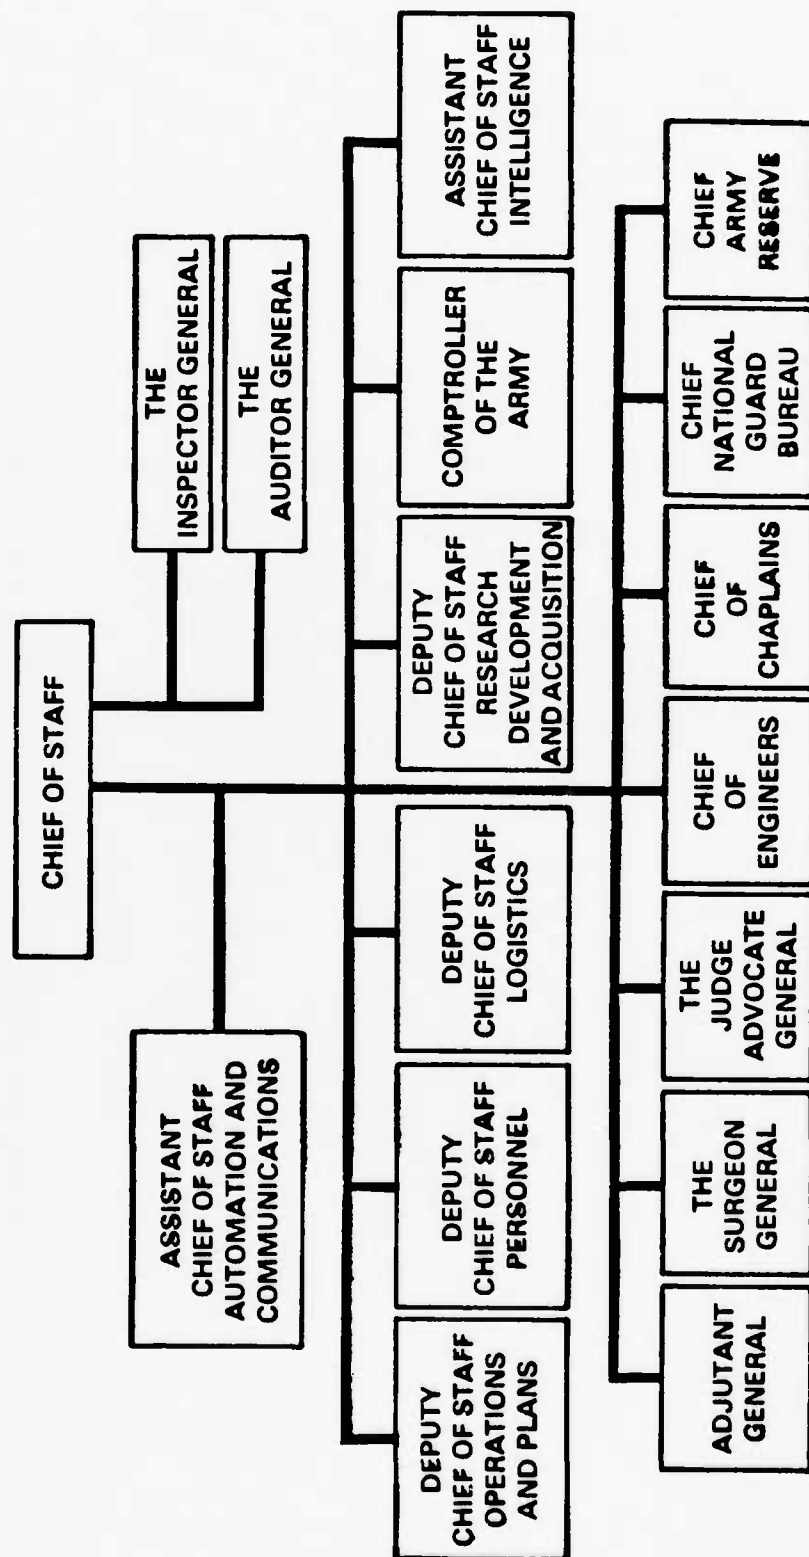 CHIEF OF STAFF
THE
INSPECTOR GENERAL
THE
AUDITOR GENERAL
ASSISTANT
CHIEF OF STAFF
AUTOMATION AND
COMMUNICATIONS
DEPUTY
CHIEF OF STAFF
OPERATIONS
AND PLANS
DEPUTY
CHIEF OF STAFF
PERSONNEL
DEPUTY
CHIEF OF STAFF
LOGISTICS
DEPUTY
CHIEF OF STAFF
RESEARCH
DEVELOPMENT
AND ACQUISITION
COMPTROLLER
OF THE
ARMY
ASSISTANT
CHIEF OF STAFF
INTELLIGENCE
ADJUTANT
GENERAL
THE
SURGEON
GENERAL
THE
JUDGE
ADVOCATE
GENERAL
CHIEF
OF
ENGINEERS
CHIEF
OF
CHAPLAINS
CHIEF
NATIONAL
GUARD
BUREAU
CHIEF
ARMY
RESERVE